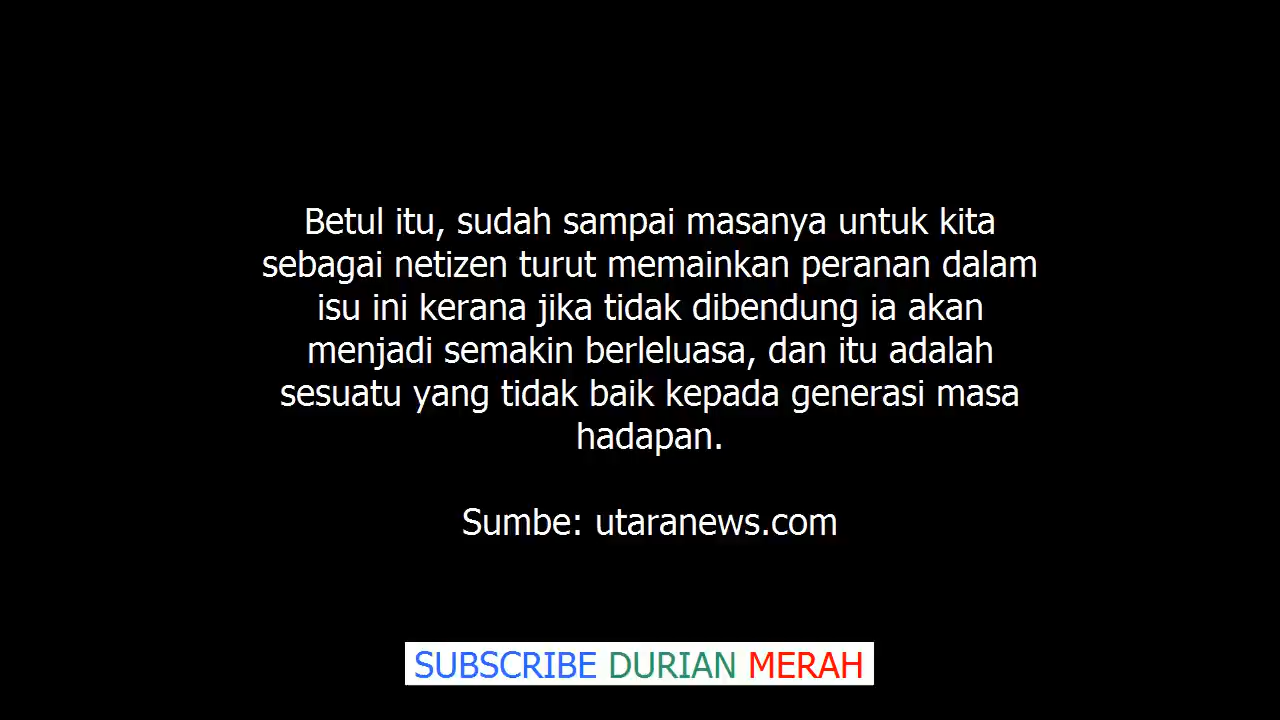 Betul itu, sudah sampai masanya untuk kita
sebagai netizen turut memainkan peranan dalam
isu ini kerana jika tidak dibendung ia akan
menjadi semakin berleluasa, dan itu adalah
sesuatu yang tidak baik kepada generasi masa
hadapan.
Sumbe: utaranews.com
SUBSCRIBE DURIAN MERAH